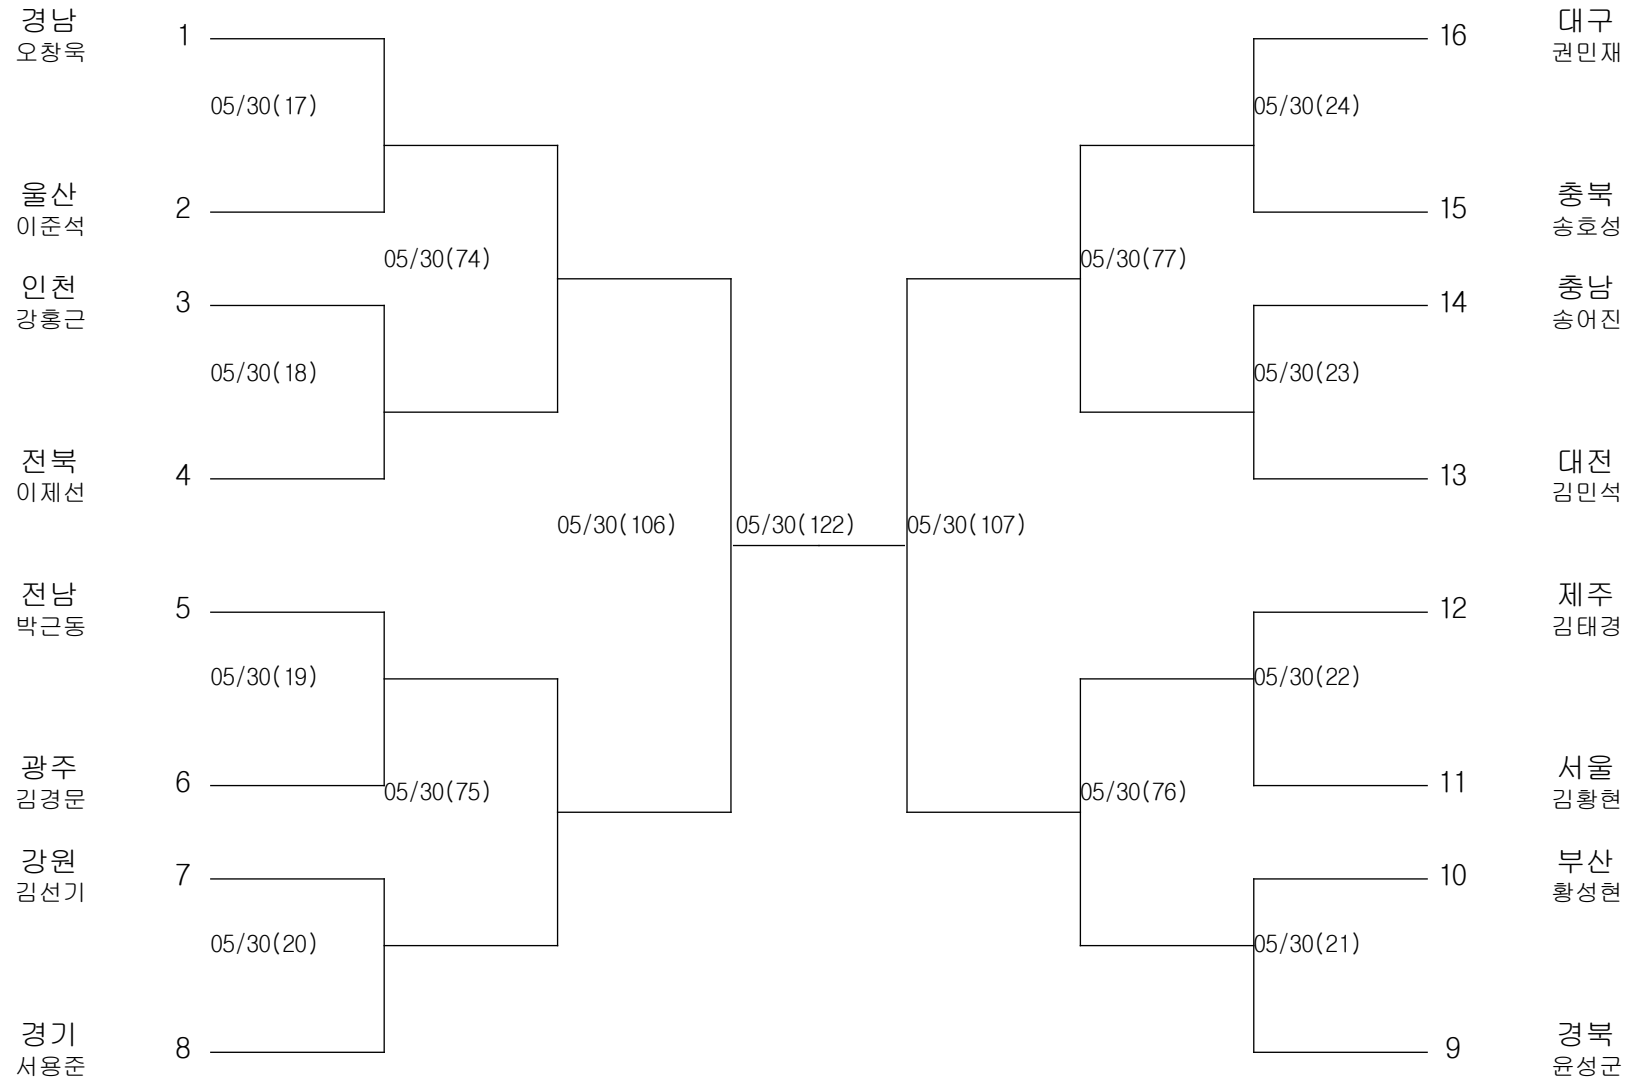 경남
오창욱
1
05/30(17)
울산
이준석
2
05/30(74)
인천
강홍근
3
05/30(18)
전북
이제선
4
05/30(106)
05/30(122)
05/30(107)
전남
박근동
5
05/30(19)
광주
김경문
6
05/30(75)
강원
김선기
7
05/30(20)
경기
서용준
8
16
대구
권민재
05/30(24)
15
충북
송호성
05/30(77)
14
충남
송어진
05/30(23)
13
대전
김민석
12
제주
김태경
05/30(22)
11
서울
김황현
05/30(76)
10
부산
황성현
05/30(21)
9
경북
윤성군